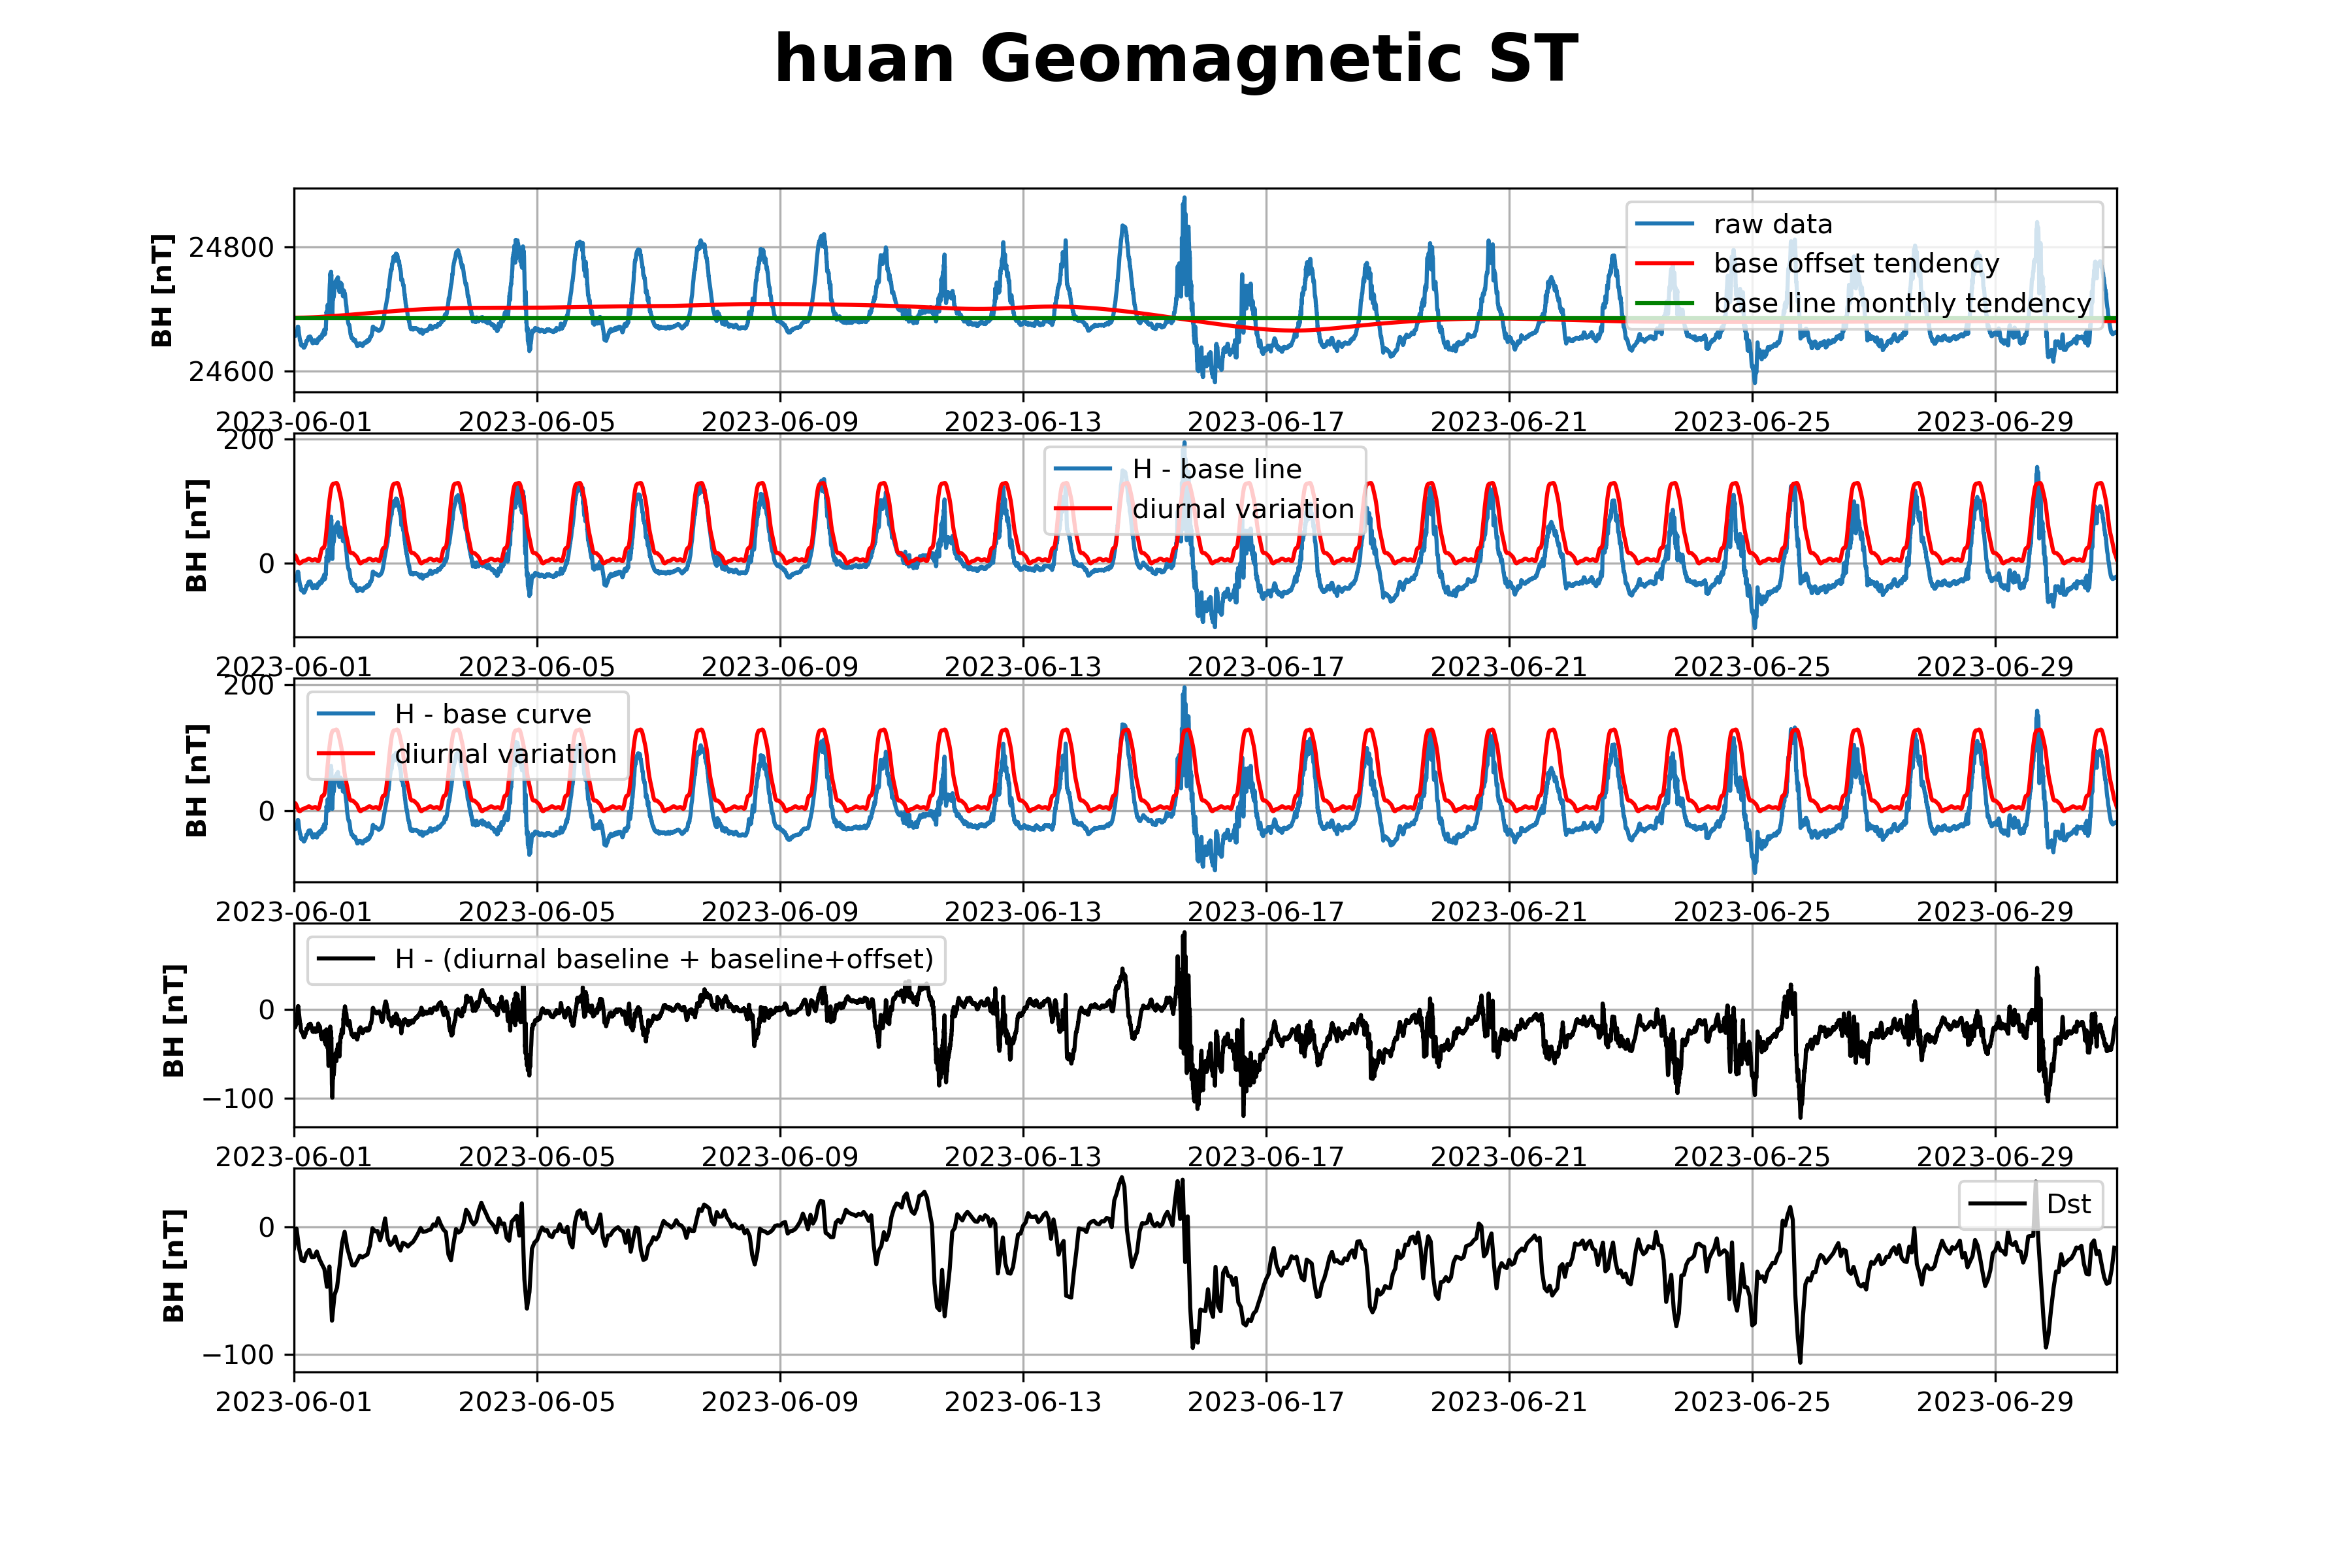 huan Geomagnetic ST
BH [nT]
24800
24600
raw data
base offset tendency
base line monthly tendency
2023-06-01 2023-06-05 2023-06-09 2023-06-13 2023-06-17 2023-06-21 2023-06-25 2023-06-29
BH [nT]
200
0
H - base line
diurnal variation
2023-06-01 2023-06-05 2023-06-09 2023-06-13 2023-06-17 2023-06-21 2023-06-25 2023-06-29
BH [nT]
200
0
H - base curve
diurnal variation
2023-06-01 2023-06-05 2023-06-09 2023-06-13 2023-06-17 2023-06-21 2023-06-25 2023-06-29
BH [nT]
0
−100
H - (diurnal baseline + baseline+offset)
2023-06-01 2023-06-05 2023-06-09 2023-06-13 2023-06-17 2023-06-21 2023-06-25 2023-06-29
BH [nT]
0
−100
Dst
2023-06-01 2023-06-05 2023-06-09 2023-06-13 2023-06-17 2023-06-21 2023-06-25 2023-06-29